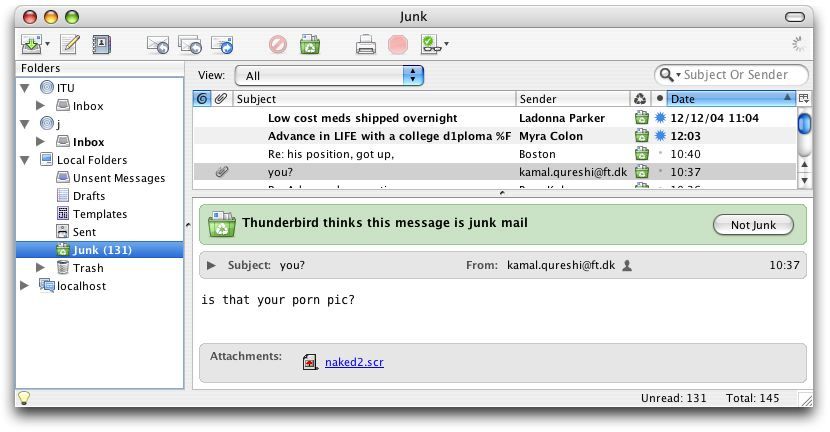 Junk
Folders
View: All
Subject Or Sender
ITU
Inbox
j
Inbox
Local Folders
Unsent Messages
Drafts
Templates
Sent
Junk (131)
Trash
localhost
Subject Sender Date
Low cost meds shipped overnight Ladonna Parker 12/12/04 11:04
Advance in LIFE with a college d1ploma %F Myra Colon 12:03
Re: his position, got up, Boston 10:40
you? kamal.qureshi@ft.dk 10:37
Thunderbird thinks this message is junk mail Not Junk
Subject: you? From: kamal.qureshi@ft.dk 10:37
is that your porn pic?
Attachments: naked2.scr
Unread: 131 Total: 145